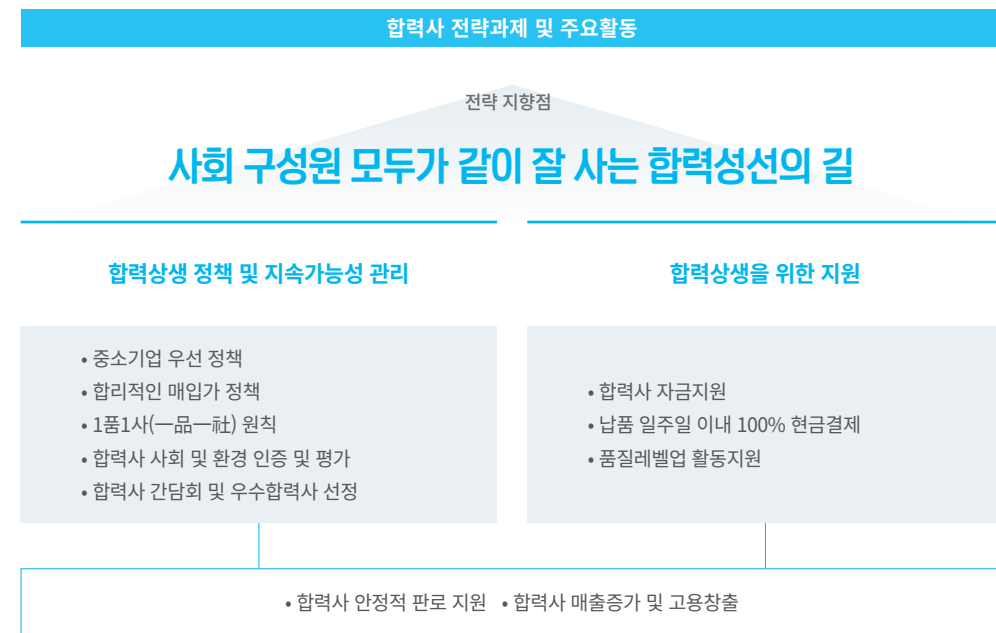 합력사 전략과제 및 주요활동
전략 지향점
사회 구성원 모두가 같이 잘 사는 합력성선의 길
합력상생 정책 및 지속가능성 관리
• 중소기업 우선 정책
• 합리적인 매입가 정책
• 1품1사(一品一社) 원칙
• 합력사 사회 및 환경 인증 및 평가
• 합력사 간담회 및 우수합력사 선정
합력상생을 위한 지원
• 합력사 자금지원
• 납품 일주일 이내 100% 현금결제
• 품질레벨업 활동지원
• 합력사 안정적 판로 지원 • 합력사 매출증가 및 고용창출